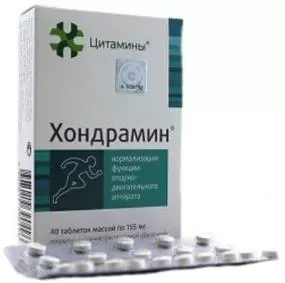 Цитамины®
Хондрамин®
нормализация
функции
опорно-
двигательного
аппарата
40 таблеток массой по 155 мг